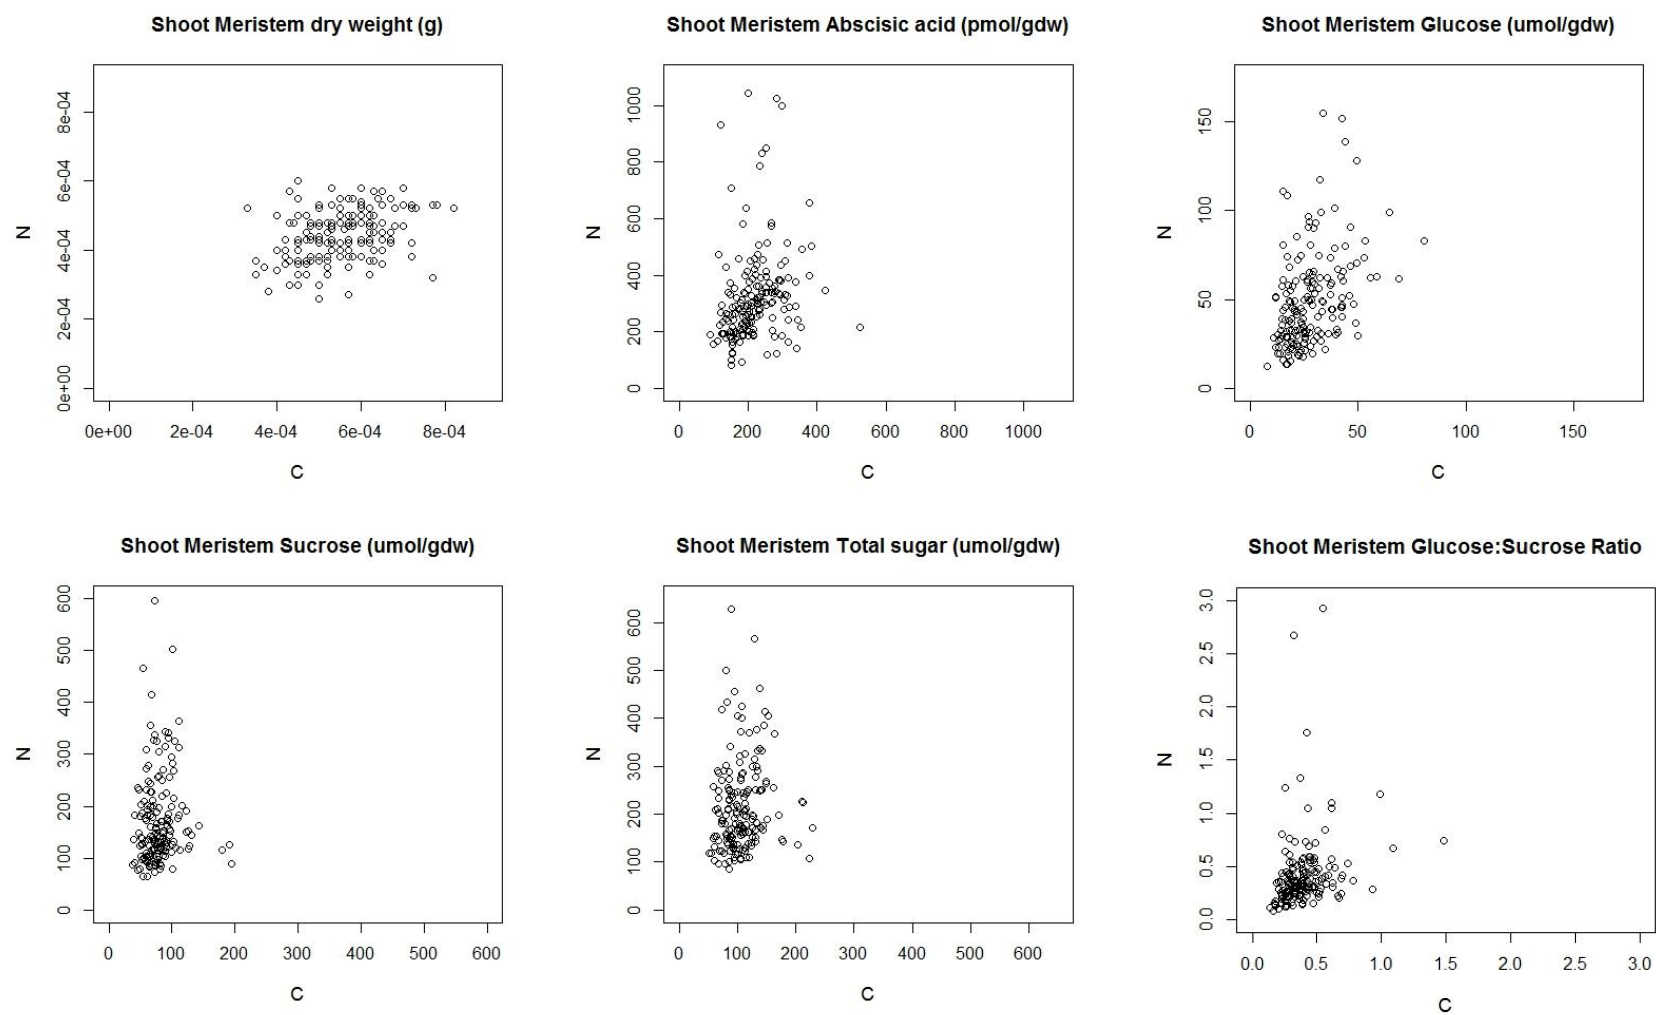 Shoot Meristem dry weight (g)
N
8e-04
6e-04
4e-04
2e-04
0e+00
0e+00 2e-04 4e-04 6e-04 8e-04
C
Shoot Meristem Abscisic acid (pmol/gdw)
N
1000
800
600
400
200
0
0 200 400 600 800 1000
C
Shoot Meristem Glucose (umol/gdw)
N
150
100
50
0
0 50 100 150
C
Shoot Meristem Sucrose (umol/gdw)
N
600
500
400
300
200
100
0
0 100 200 300 400 500 600
C
Shoot Meristem Total sugar (umol/gdw)
N
600
500
400
300
200
100
0
0 100 200 300 400 500 600
C
Shoot Meristem Glucose:Sucrose Ratio
N
3.0
2.5
2.0
1.5
1.0
0.5
0.0
0.0 0.5 1.0 1.5 2.0 2.5 3.0
C